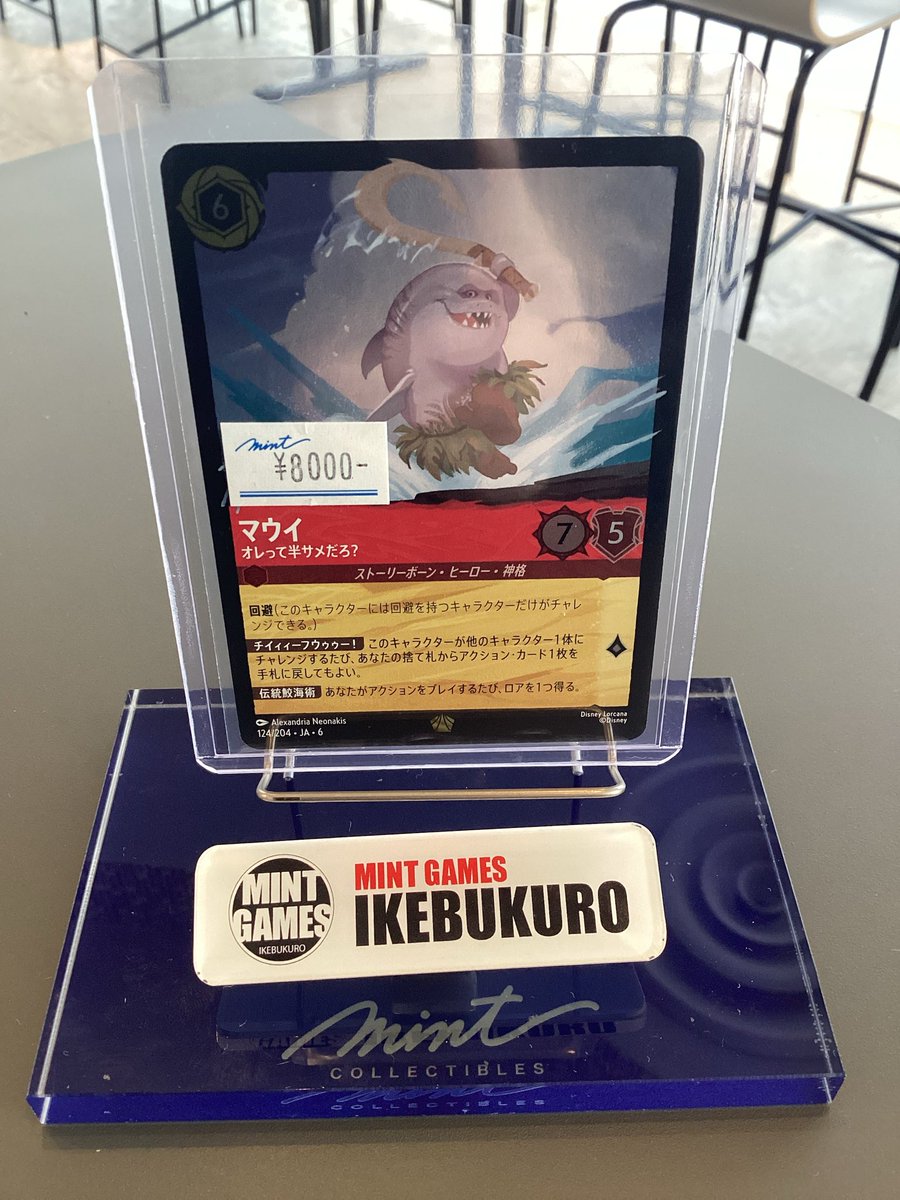 6
mint
¥8000-
マウイ
オレって半サメだろ?
7 5
ストーリーボーン・ヒーロー・神格
回避(このキャラクターには回避を持つキャラクターだけがチャレ
ンジできる。)
チイィィーフウゥゥー! このキャラクターが他のキャラクター1体に
チャレンジするたび、あなたの捨て札からアクション・カード1枚を
手札に戻してもよい。
伝統鮫海術 あなたがアクションをプレイするたび、ロアを1つ得る。
Alexandria Neonakis
124/204・JA・6
Disney Lorcana
©Disney
MINT
GAMES
IKEBUKURO
MINT GAMES
IKEBUKURO
mint
COLLECTIBLES